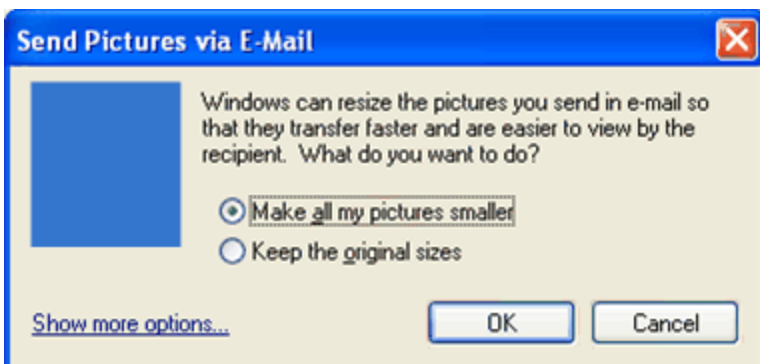 Send Pictures via E-Mail
Windows can resize the pictures you send in e-mail so
that they transfer faster and are easier to view by the
recipient. What do you want to do?
Make all my pictures smaller
Keep the original sizes
Show more options...
OK
Cancel